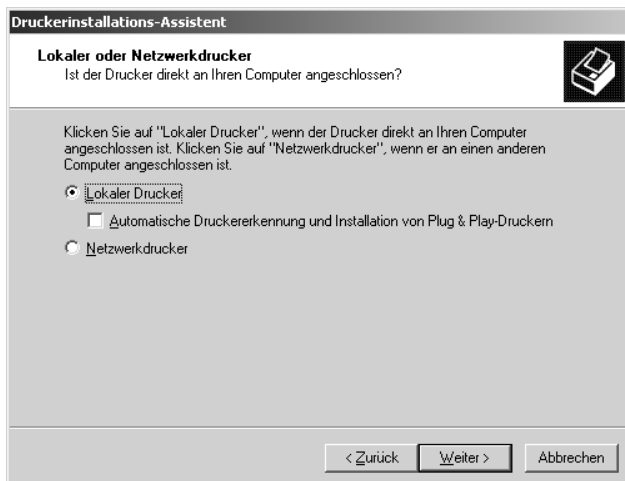 Druckerinstallations-Assistent
Lokaler oder Netzwerkdrucker
Ist der Drucker direkt an Ihren Computer angeschlossen?
Klicken Sie auf "Lokaler Drucker", wenn der Drucker direkt an Ihren Computer
angeschlossen ist. Klicken Sie auf "Netzwerkdrucker", wenn er an einen anderen
Computer angeschlossen ist.
Lokaler Drucker
Automatische Druckererkennung und Installation von Plug & Play-Druckern
Netzwerkdrucker
< Zurück Weiter > Abbrechen